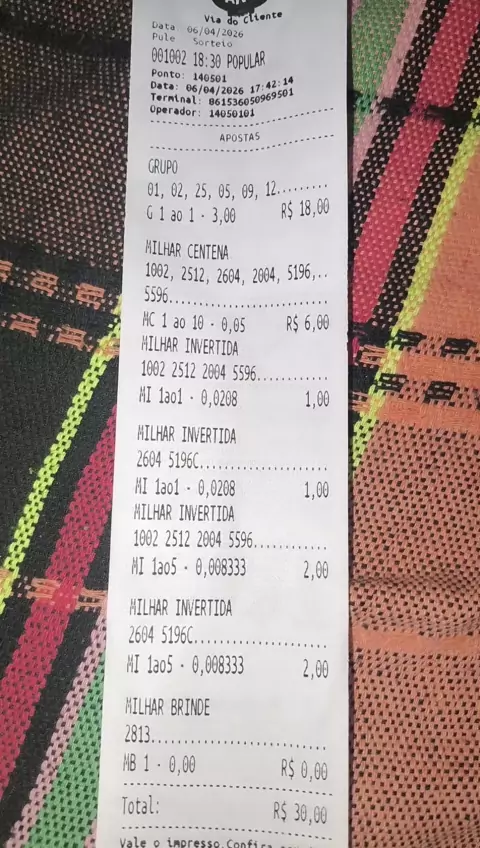 Via do Cliente
Data 06/04/2026
Pule Sorteio
001002 18:30 POPULAR
Ponto: 140501
Data: 06/04/2026 17:42:14
Terminal: 861536050969501
Operador: 14050101
APOSTAS
GRUPO
01, 02, 25, 05, 09, 12.........
G 1 ao 1 - 3,00 R$ 18,00
MILHAR CENTENA
1002, 2512, 2604, 2004, 5196,..
5596............................
MC 1 ao 10 - 0,05 R$ 6,00
MILHAR INVERTIDA
1002 2512 2004 5596............
MI 1ao1 - 0,0208 1,00
MILHAR INVERTIDA
2604 5196C......................
MI 1ao1 - 0,0208 1,00
MILHAR INVERTIDA
1002 2512 2004 5596............
MI 1ao5 - 0,008333 2,00
MILHAR INVERTIDA
2604 5196C......................
MI 1ao5 - 0,008333 2,00
MILHAR BRINDE
2813............................
MB 1 - 0,00 R$ 0,00
Total: R$ 30,00
Vale o impresso.Confira